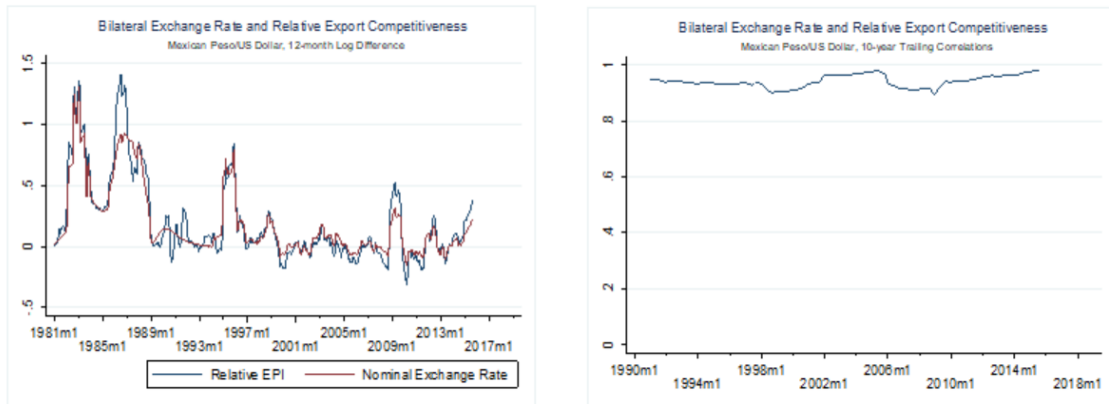 Bilateral Exchange Rate and Relative Export Competitiveness
Mexican Peso/US Dollar, 12-month Log Difference
1.5
1
.5
0
-.5
1981m1
1989m1
1997m1
2005m1
2013m1
1985m1
1993m1
2001m1
2009m1
2017m1
Relative EPI
Nominal Exchange Rate
Bilateral Exchange Rate and Relative Export Competitiveness
Mexican Peso/US Dollar, 10-year Trailing Correlations
1
.8
.6
.4
.2
0
1990m1
1998m1
2006m1
2014m1
1994m1
2002m1
2010m1
2018m1